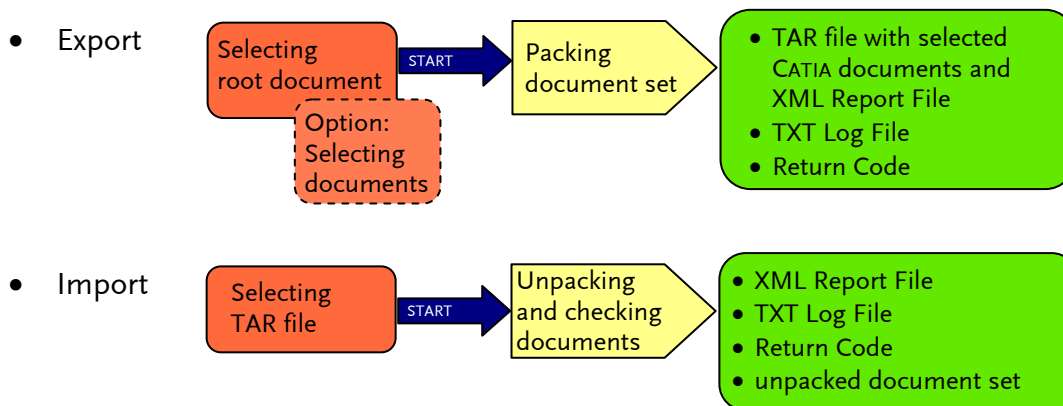 • Export
Selecting
root document
Option:
Selecting
documents
START
Packing
document set
• TAR file with selected
CATIA documents and
XML Report File
• TXT Log File
• Return Code
• Import
Selecting
TAR file
START
Unpacking
and checking
documents
• XML Report File
• TXT Log File
• Return Code
• unpacked document set